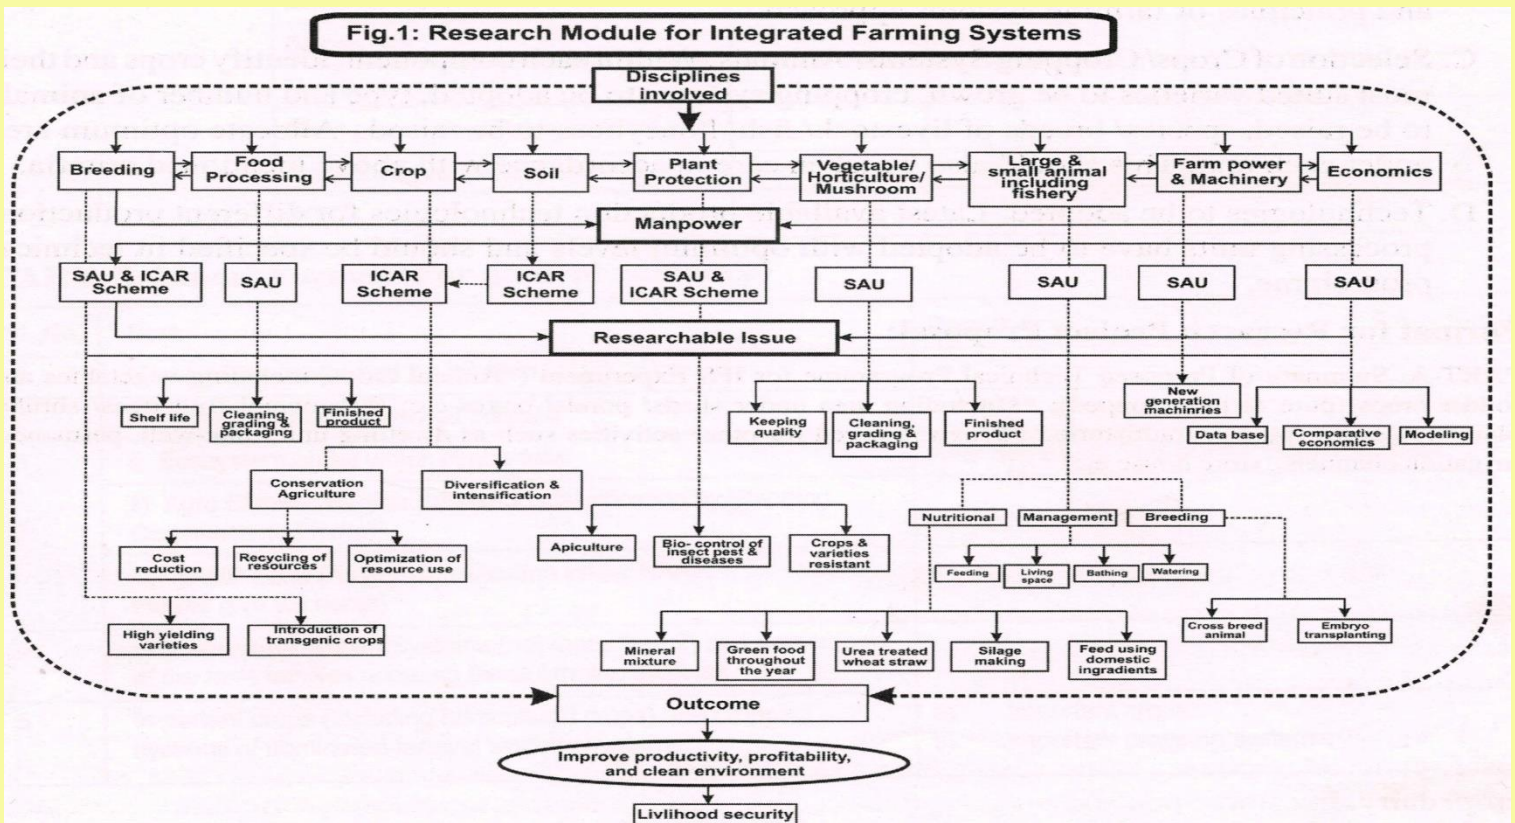 Fig.1: Research Module for Integrated Farming Systems
Disciplines
involved
Breeding
Food
Processing
Crop
Soil
Plant
Protection
Vegetable/
Horticulture/
Mushroom
Large &
small animal
including
fishery
Farm power
& Machinery
Economics
Manpower
SAU & ICAR
Scheme
SAU
ICAR
Scheme
ICAR
Scheme
SAU &
ICAR Scheme
SAU
SAU
SAU
SAU
Researchable Issue
Shelf life
Cleaning,
grading &
packaging
Finished
product
Keeping
quality
Cleaning,
grading &
packaging
Finished
product
New
generation
machinries
Data base
Comparative
economics
Modeling
Conservation
Agriculture
Diversification &
intensification
Cost
reduction
Recycling of
resources
Optimization of
resource use
Apiculture
Bio- control of
insect pest &
diseases
Crops &
varieties
resistant
Nutritional
Management
Breeding
Feeding
Living
space
Bathing
Watering
High yielding
varieties
Introduction of
transgenic crops
Mineral
mixture
Green food
throughout
the year
Urea treated
wheat straw
Silage
making
Feed using
domestic
ingradients
Cross breed
animal
Embryo
transplanting
Outcome
Improve productivity, profitability,
and clean environment
Livlihood security